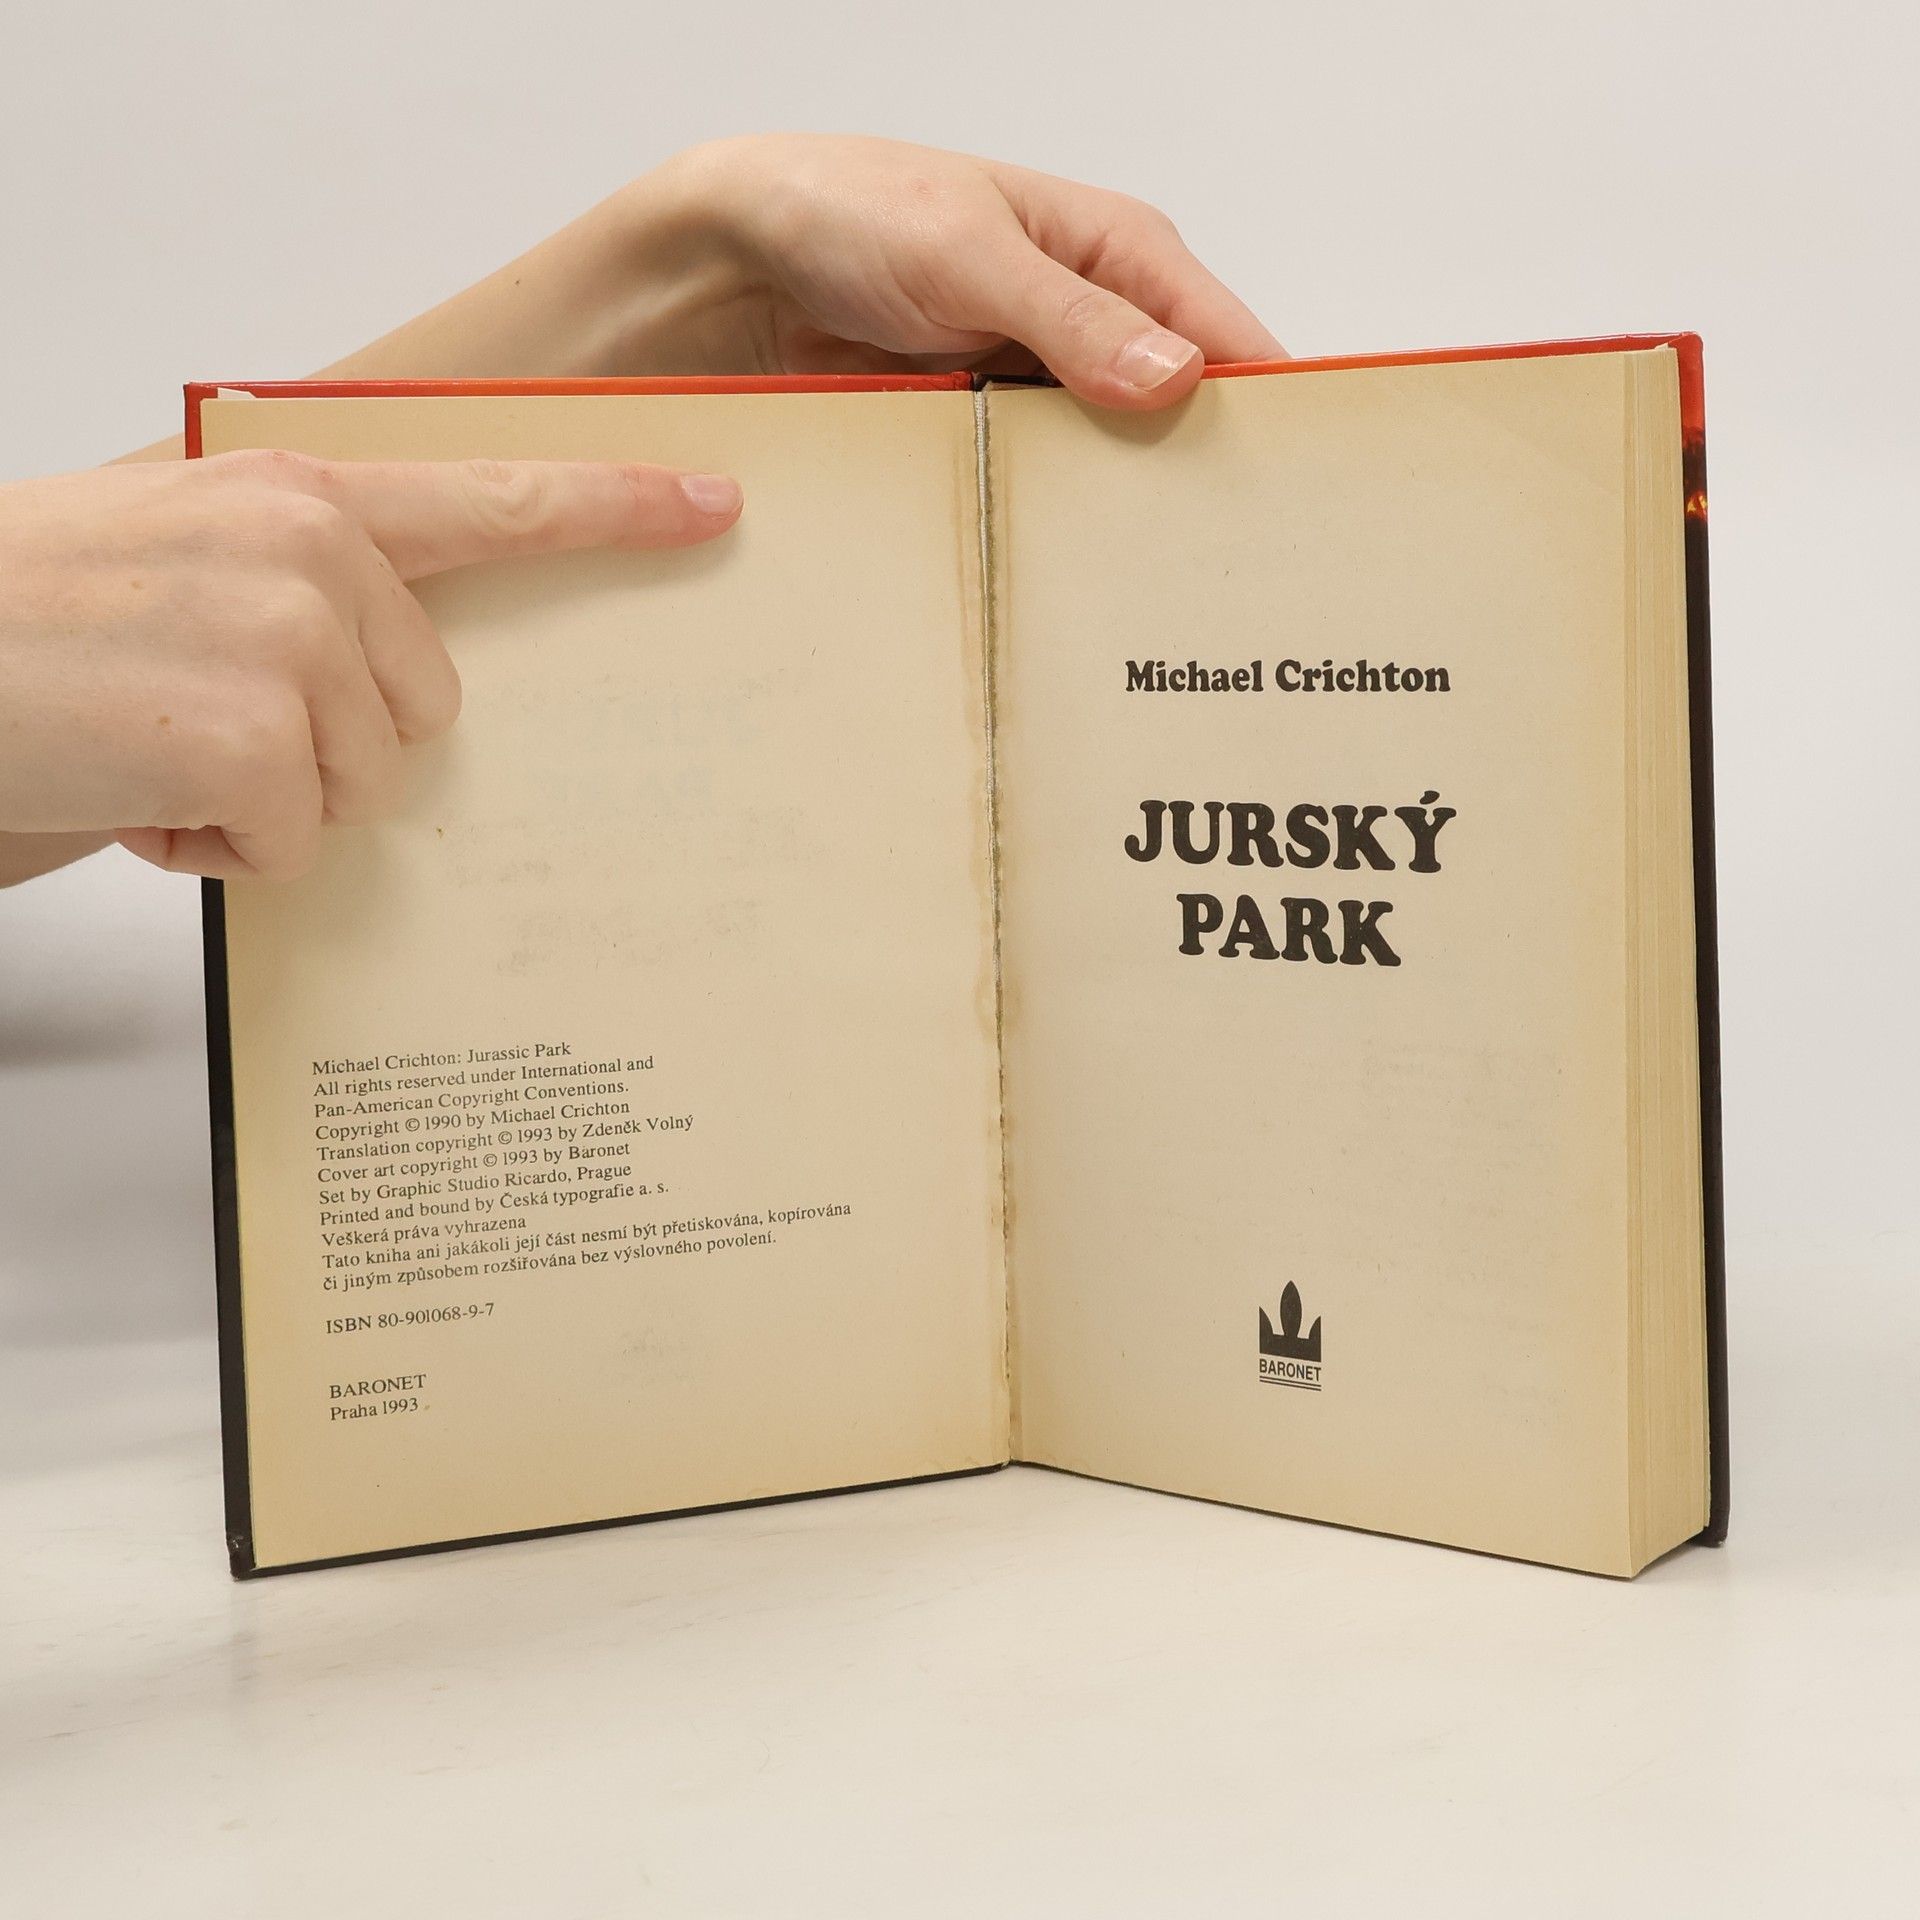 Michael Crichton: Jurassic Park
All rights reserved under International and
Pan-American Copyright Conventions.
Copyright © 1990 by Michael Crichton
Translation copyright © 1993 by Zdeněk Volný
Cover art copyright © 1993 by Baronet
Set by Graphic Studio Ricardo, Prague
Printed and bound by Česká typografie a. s.
Veškerá práva vyhrazena
Tato kniha ani jakákoli její část nesmí být přetiskována, kopírována
či jiným způsobem rozšiřována bez výslovného povolení.
ISBN 80-901068-9-7
BARONET
Praha 1993
Michael Crichton
JURSKÝ
PARK
BARONET